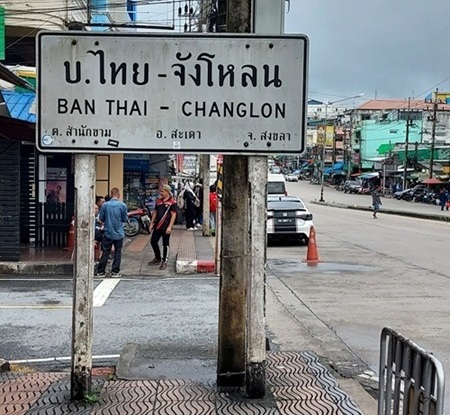 บ.ไทย - จังโหลน
BAN THAI - CHANGLON
ต. สำนักขาม อ. สะเดา จ. สงขลา